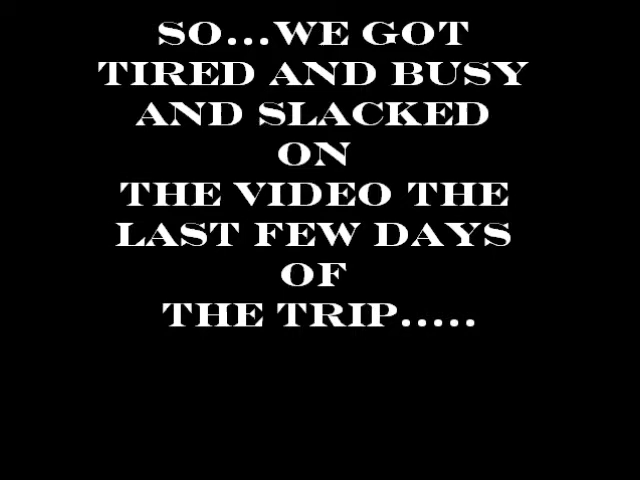 SO...WE GOT
TIRED AND BUSY
AND SLACKED
ON
THE VIDEO THE
LAST FEW DAYS
OF
THE TRIP.....